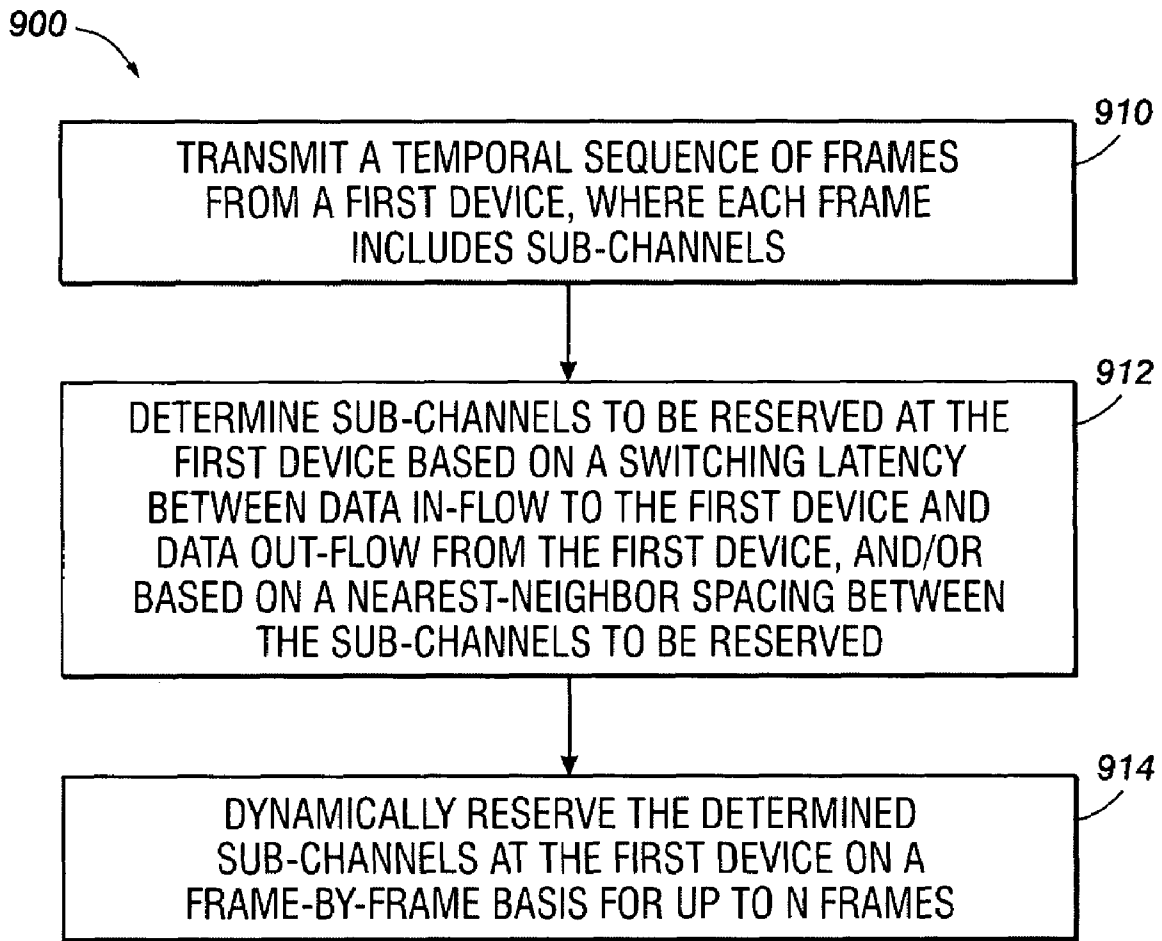 900
910
TRANSMIT A TEMPORAL SEQUENCE OF FRAMES
FROM A FIRST DEVICE, WHERE EACH FRAME
INCLUDES SUB-CHANNELS
912
DETERMINE SUB-CHANNELS TO BE RESERVED AT THE
FIRST DEVICE BASED ON A SWITCHING LATENCY
BETWEEN DATA IN-FLOW TO THE FIRST DEVICE AND
DATA OUT-FLOW FROM THE FIRST DEVICE, AND/OR
BASED ON A NEAREST-NEIGHBOR SPACING BETWEEN
THE SUB-CHANNELS TO BE RESERVED
914
DYNAMICALLY RESERVE THE DETERMINED
SUB-CHANNELS AT THE FIRST DEVICE ON A
FRAME-BY-FRAME BASIS FOR UP TO N FRAMES